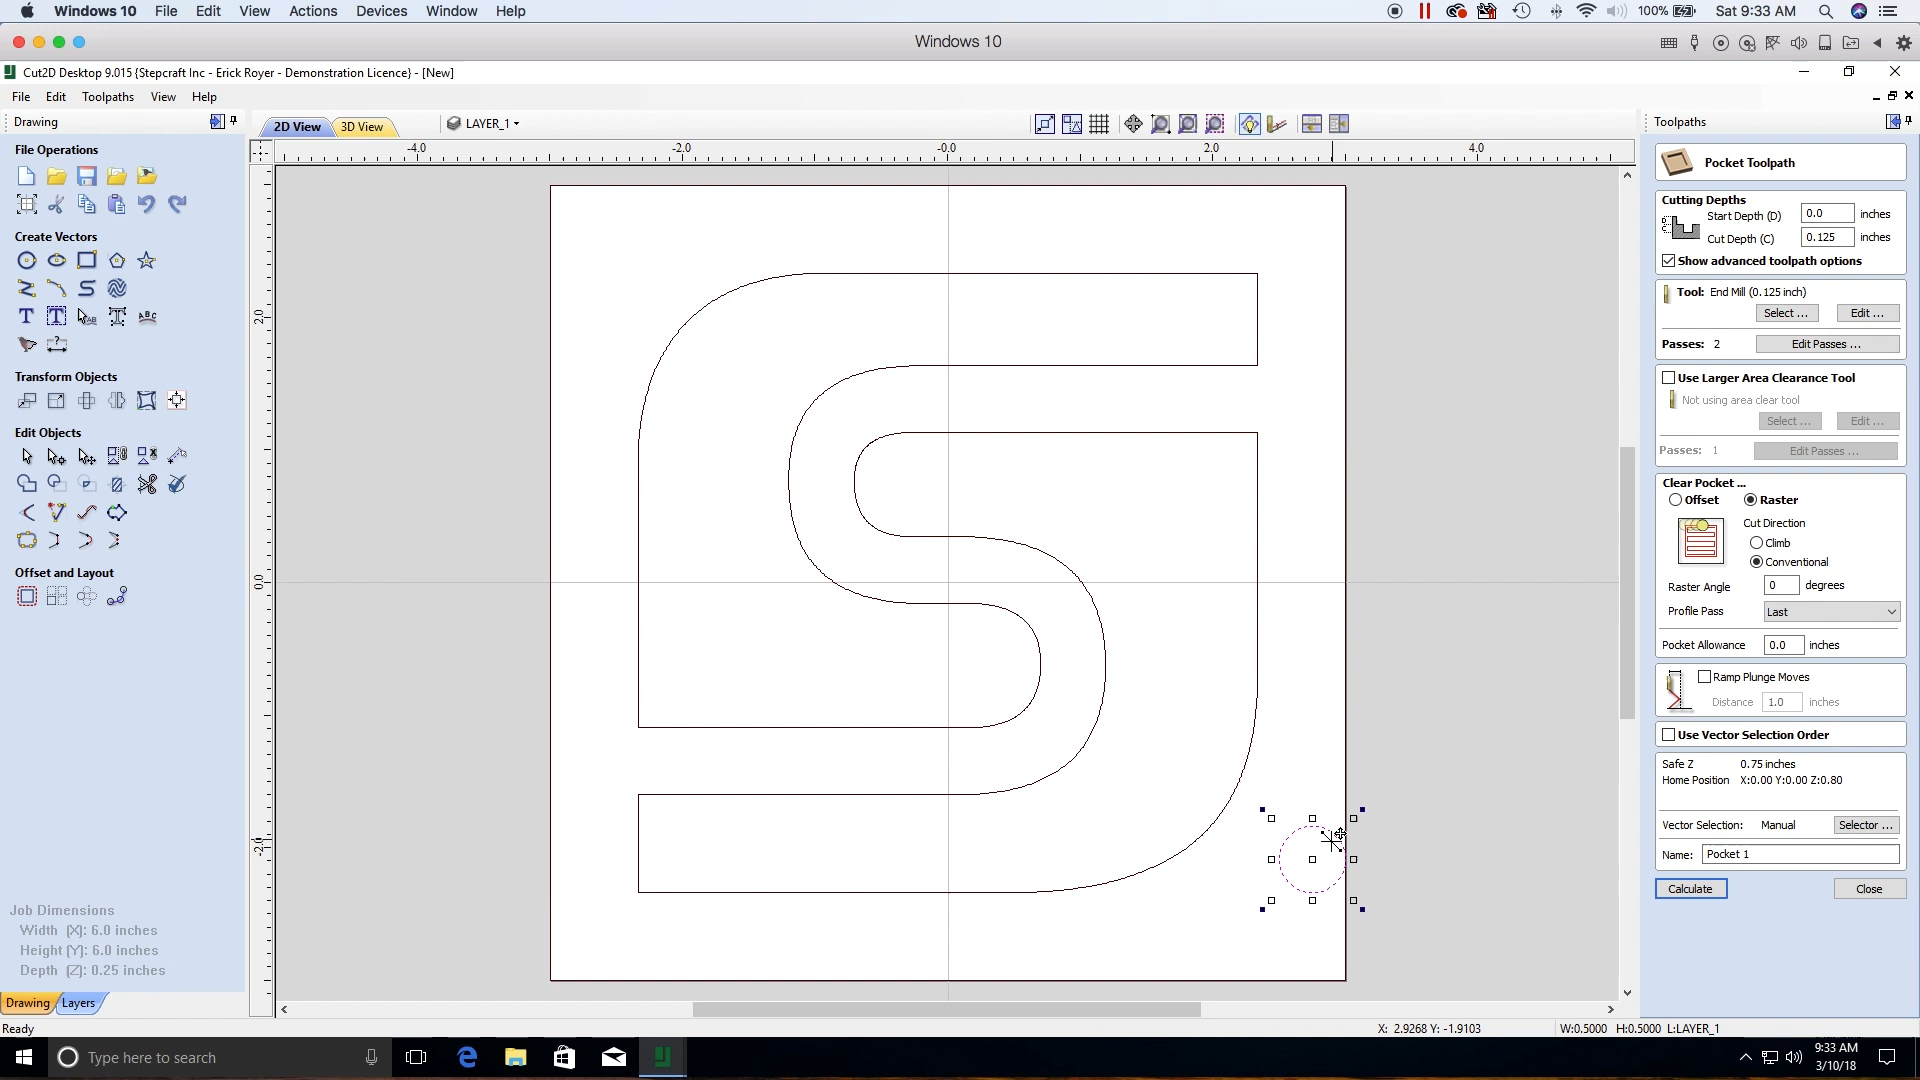 Windows 10 File Edit View Actions Devices Window Help 100% Sat 9:33 AM
Windows 10
Cut2D Desktop 9.015 {Stepcraft Inc - Erick Royer - Demonstration Licence} - [New]
File Edit Toolpaths View Help
Drawing
2D View 3D View LAYER_1
Toolpaths
File Operations
Create Vectors
Transform Objects
Edit Objects
Offset and Layout
Job Dimensions
Width (X): 6.0 inches
Height (Y): 6.0 inches
Depth (Z): 0.25 inches
Drawing Layers
-4.0 -2.0 -0.0 2.0 4.0
2.0
0.0
-2.0
Pocket Toolpath
Cutting Depths
Start Depth (D) 0.0 inches
Cut Depth (C) 0.125 inches
Show advanced toolpath options
Tool: End Mill (0.125 inch)
Select ... Edit ...
Passes: 2 Edit Passes ...
Use Larger Area Clearance Tool
Not using area clear tool
Select ... Edit ...
Passes: 1 Edit Passes ...
Clear Pocket ...
Offset Raster
Cut Direction
Climb
Conventional
Raster Angle 0 degrees
Profile Pass Last
Pocket Allowance 0.0 inches
Ramp Plunge Moves
Distance 1.0 inches
Use Vector Selection Order
Safe Z 0.75 inches
Home Position X:0.00 Y:0.00 Z:0.80
Vector Selection: Manual Selector ...
Name: Pocket 1
Calculate Close
Ready X: 2.9268 Y: -1.9103 W:0.5000 H:0.5000 L:LAYER_1
Type here to search
9:33 AM
3/10/18